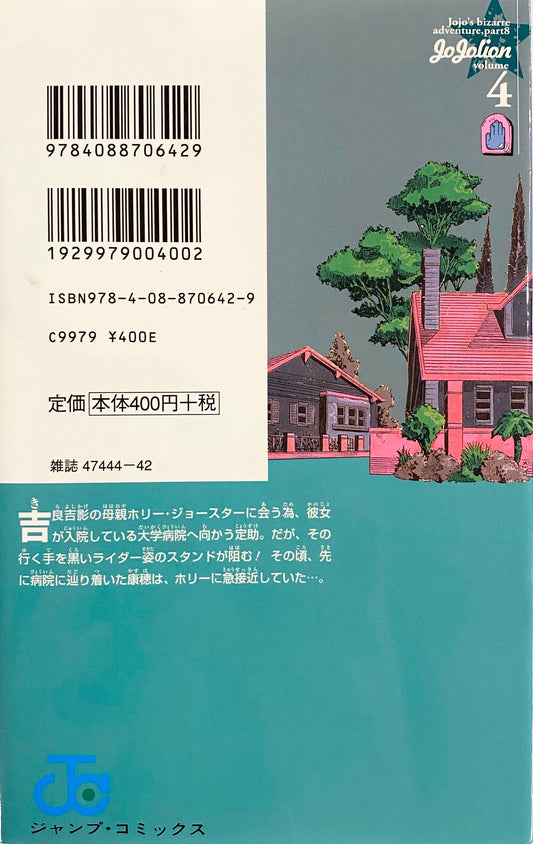 Jojo's bizarre
adventure,part8
JoJolion
volume
4
9784088706429
1929979004002
ISBN978-4-08-870642-9
C9979 ¥400E
定価 本体400円+税
雑誌 47444-42
吉良吉影の母親ホリー・ジョースターに会う為、彼女
が入院している大学病院へ向かう定助。だが、その
行く手を黒いライダー姿のスタンドが阻む! その頃、先
に病院に辿り着いた康穂は、ホリーに急接近していた…。
JC
ジャンプ・コミックス